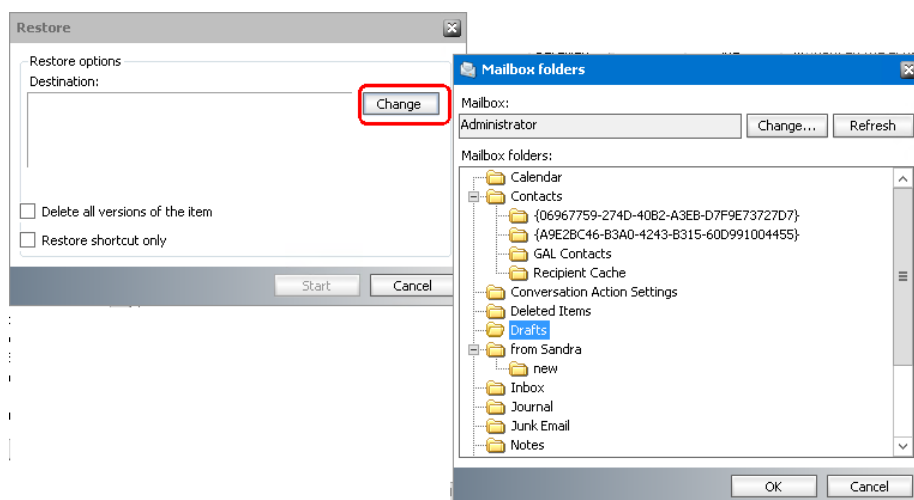 Restore
Restore options
Destination:
Change
Delete all versions of the item
Restore shortcut only
Start
Cancel
Mailbox folders
Mailbox:
Administrator
Change...
Refresh
Mailbox folders:
Calendar
Contacts
{06967759-274D-40B2-A3EB-D7F9E73727D7}
{A9E2BC46-B3A0-4243-B315-60D991004455}
GAL Contacts
Recipient Cache
Conversation Action Settings
Deleted Items
Drafts
from Sandra
new
Inbox
Journal
Junk Email
Notes
OK
Cancel